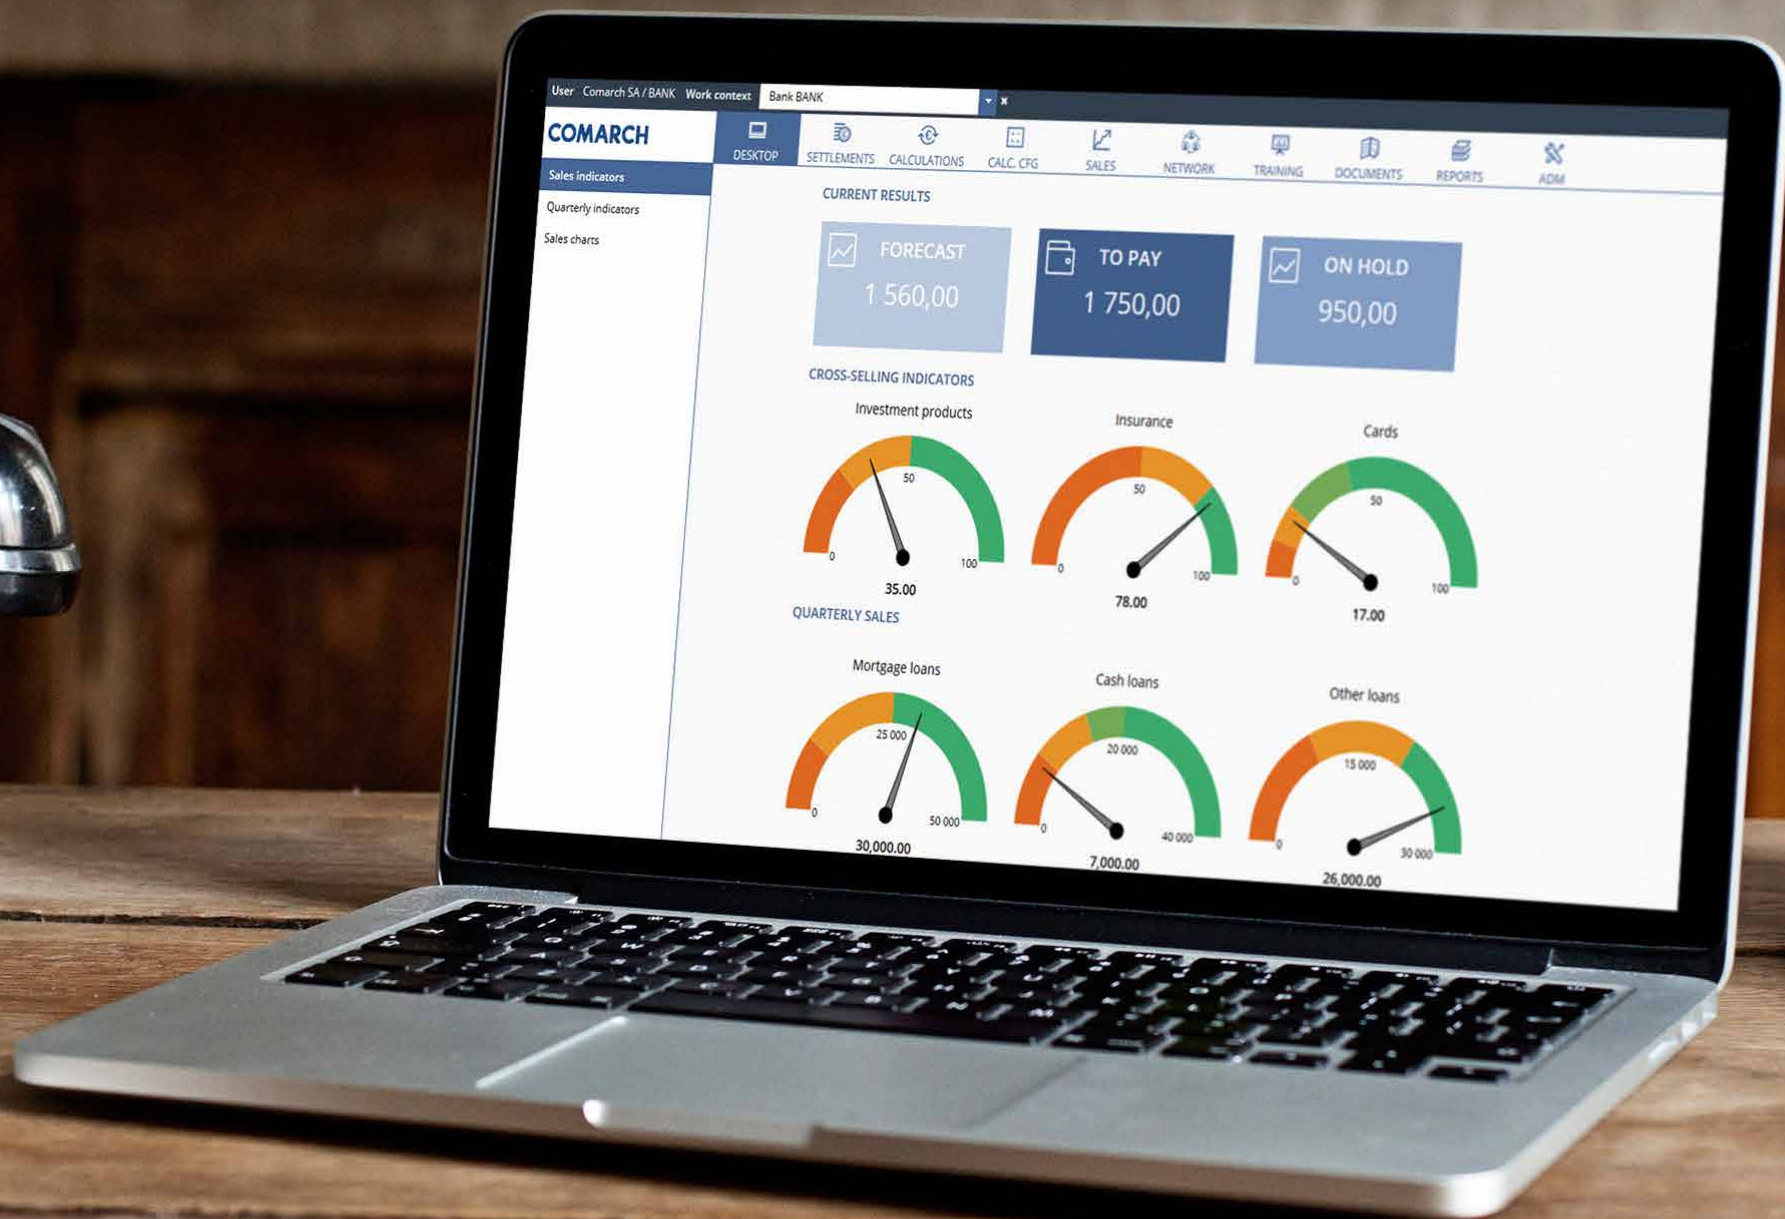 User Comarch SA / BANK Work context Bank BANK
COMARCH
DESKTOP SETTLEMENTS CALCULATIONS CALC. CFG SALES NETWORK TRAINING DOCUMENTS REPORTS ADM
Sales indicators
Quarterly indicators
Sales charts
CURRENT RESULTS
FORECAST
1 560,00
TO PAY
1 750,00
ON HOLD
950,00
CROSS-SELLING INDICATORS
Investment products
50
0
100
35.00
Insurance
50
0
100
78.00
Cards
50
0
100
17.00
QUARTERLY SALES
Mortgage loans
25 000
0
50 000
30,000.00
Cash loans
20 000
0
40 000
7,000.00
Other loans
15 000
0
30 000
26,000.00